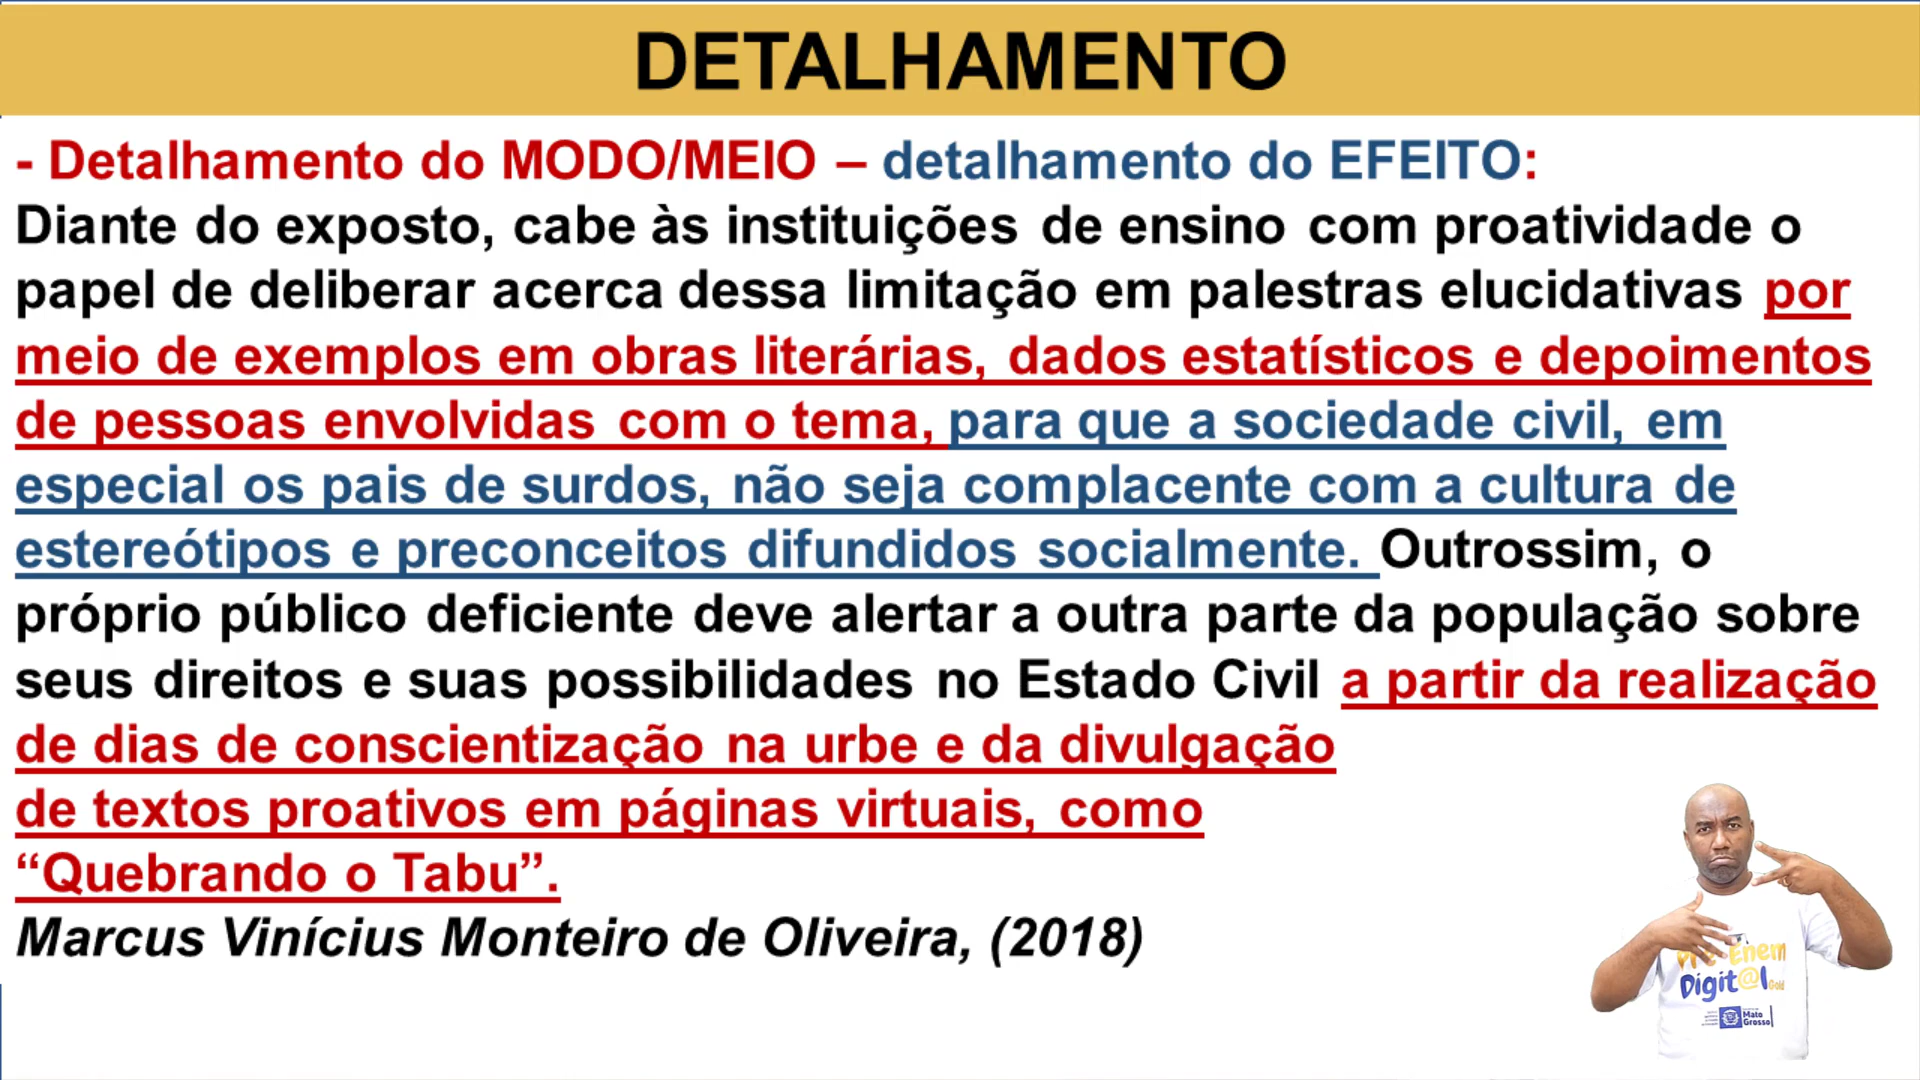 DETALHAMENTO
- Detalhamento do MODO/MEIO – detalhamento do EFEITO:
Diante do exposto, cabe às instituições de ensino com proatividade o
papel de deliberar acerca dessa limitação em palestras elucidativas por
meio de exemplos em obras literárias, dados estatísticos e depoimentos
de pessoas envolvidas com o tema, para que a sociedade civil, em
especial os pais de surdos, não seja complacente com a cultura de
estereótipos e preconceitos difundidos socialmente. Outrossim, o
próprio público deficiente deve alertar a outra parte da população sobre
seus direitos e suas possibilidades no Estado Civil a partir da realização
de dias de conscientização na urbe e da divulgação
de textos proativos em páginas virtuais, como
“Quebrando o Tabu”.
Marcus Vinícius Monteiro de Oliveira, (2018)
Enem
Digit@l Gold
Mato
Grosso